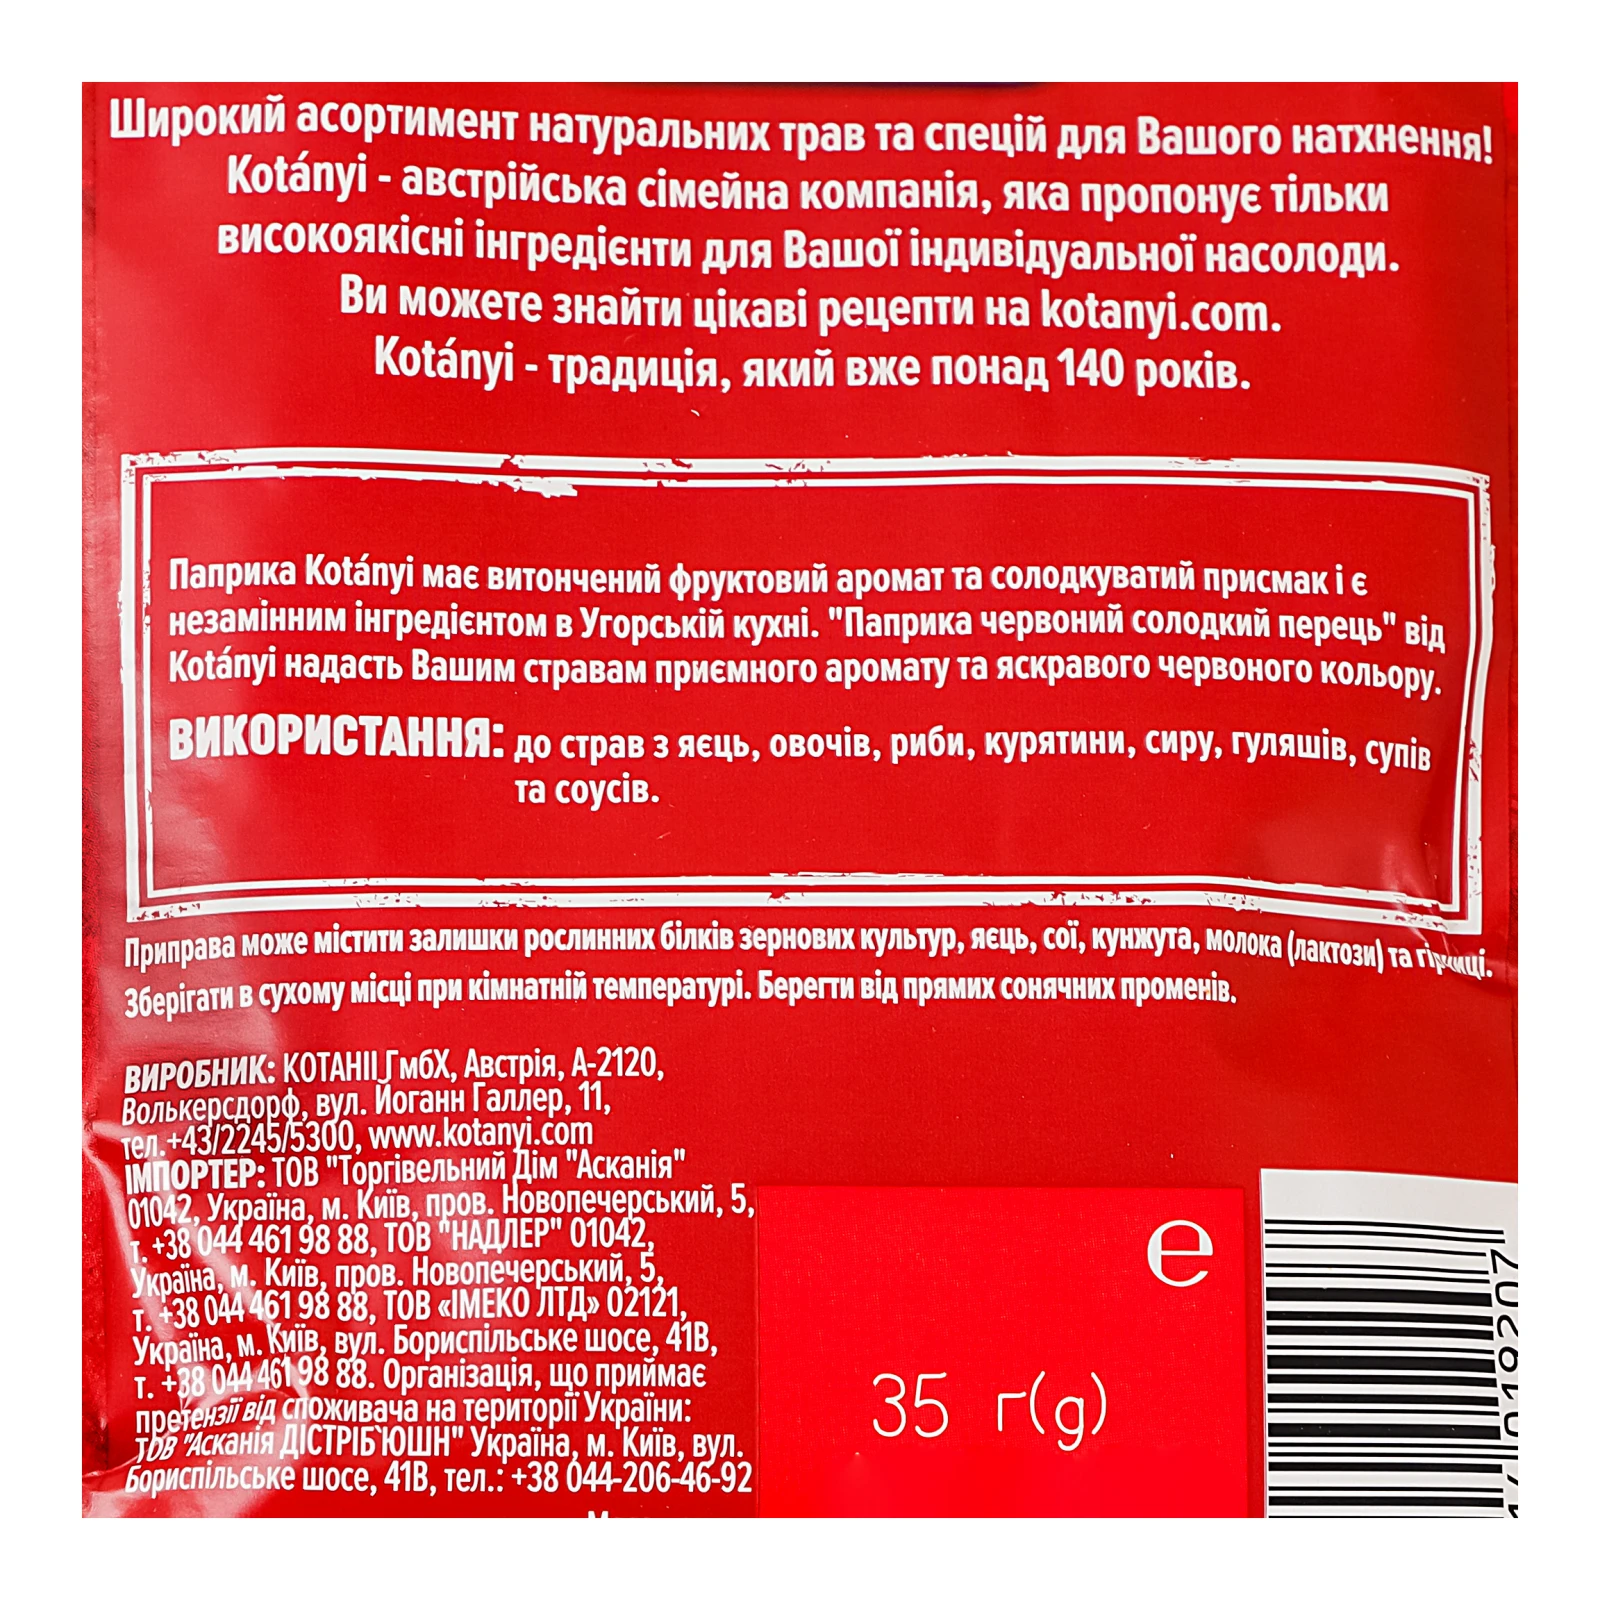 Широкий асортимент натуральних трав та спецій для Вашого натхнення!
Kotányi - австрійська сімейна компанія, яка пропонує тільки
високоякісні інгредієнти для Вашої індивідуальної насолоди.
Ви можете знайти цікаві рецепти на kotanyi.com.
Kotányi - традиція, який вже понад 140 років.
Паприка Kotányi має витончений фруктовий аромат та солодкуватий присмак і є
незамінним інгредієнтом в Угорській кухні. "Паприка червоний солодкий перець" від
Kotányi надасть Вашим стравам приємного аромату та яскравого червоного кольору.
ВИКОРИСТАННЯ: до страв з яєць, овочів, риби, курятини, сиру, гуляшів, супів
та соусів.
Приправа може містити залишки рослинних білків зернових культур, яєць, сої, кунжута, молока (лактози) та гірчиці.
Зберігати в сухому місці при кімнатній температурі. Берегти від прямих сонячних променів.
ВИРОБНИК: КОТАНІІ ГмбХ, Австрія, А-2120,
Волькерсдорф, вул. Йоганн Галлер, 11,
тел.+43/2245/5300, www.kotanyi.com
ІМПОРТЕР: ТОВ "Торгівельний Дім "Асканія"
01042, Україна, м. Київ, пров. Новопечерський, 5,
т. +38 044 461 98 88, ТОВ "НАДЛЕР" 01042,
Україна, м. Київ, пров. Новопечерський, 5,
т. +38 044 461 98 88, ТОВ «ІМЕКО ЛТД» 02121,
Україна, м. Київ, вул. Бориспільське шосе, 41В,
т. +38 044 461 98 88. Організація, що приймає
претензії від споживача на території України:
ТОВ "Асканія ДІСТРІБ`ЮШН" Україна, м. Київ, вул.
Бориспільське шосе, 41В, тел.: +38 044-206-46-92
e
35 г(g)
019207